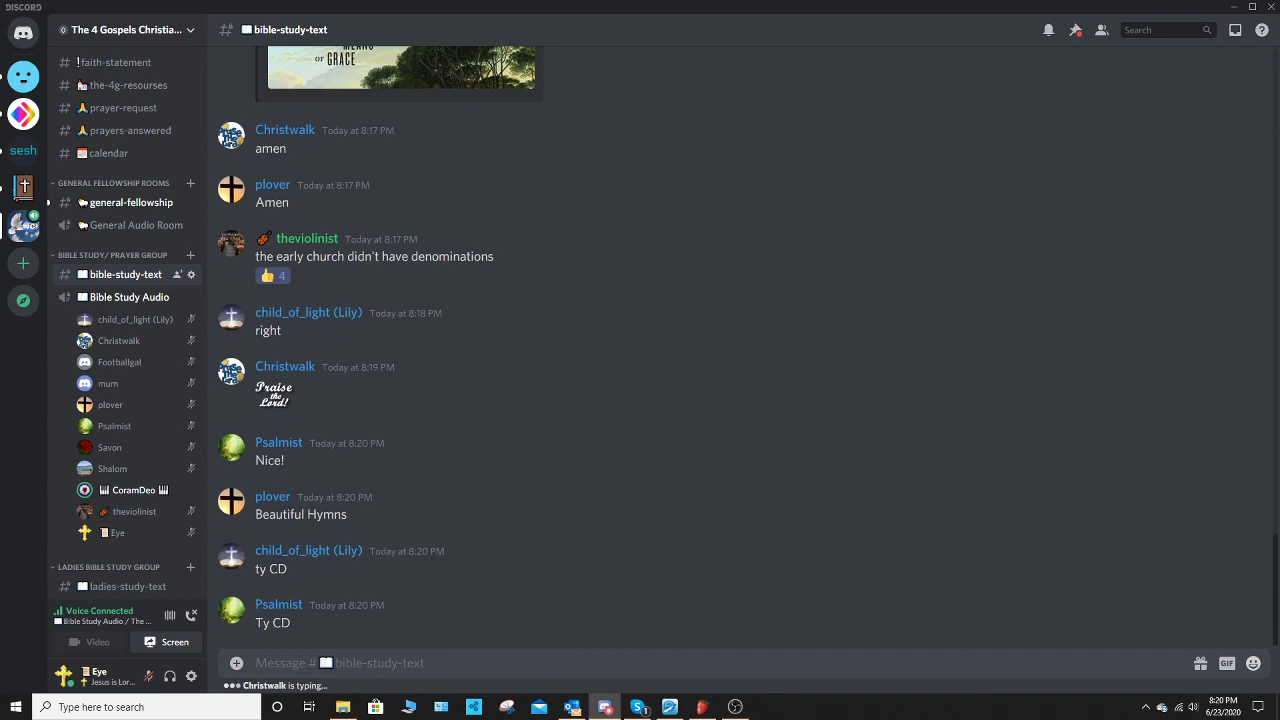 DISCORD
The 4 Gospels Christia...
faith-statement
the-4g-resourses
prayer-request
prayers-answered
calendar
GENERAL FELLOWSHIP ROOMS
general-fellowship
General Audio Room
BIBLE STUDY/ PRAYER GROUP
bible-study-text
Bible Study Audio
child_of_light (Lily)
Christwalk
Footballgal
mum
plover
Psalmist
Savon
Shalom
CoramDeo
theviolinist
Eye
LADIES BIBLE STUDY GROUP
ladies-study-text
Voice Connected
Bible Study Audio / The ...
Video
Screen
Eye
Jesus is Lor...
sesh
bible-study-text
Search
MEANS
OF GRACE
Christwalk Today at 8:17 PM
amen
plover Today at 8:17 PM
Amen
theviolinist Today at 8:17 PM
the early church didn't have denominations
4
child_of_light (Lily) Today at 8:18 PM
right
Christwalk Today at 8:19 PM
Praise
the
Lord!
Psalmist Today at 8:20 PM
Nice!
plover Today at 8:20 PM
Beautiful Hymns
child_of_light (Lily) Today at 8:20 PM
ty CD
Psalmist Today at 8:20 PM
Ty CD
Message # bible-study-text
GIF
Christwalk is typing...
Type here to search
8:20 PM
6/23/2020